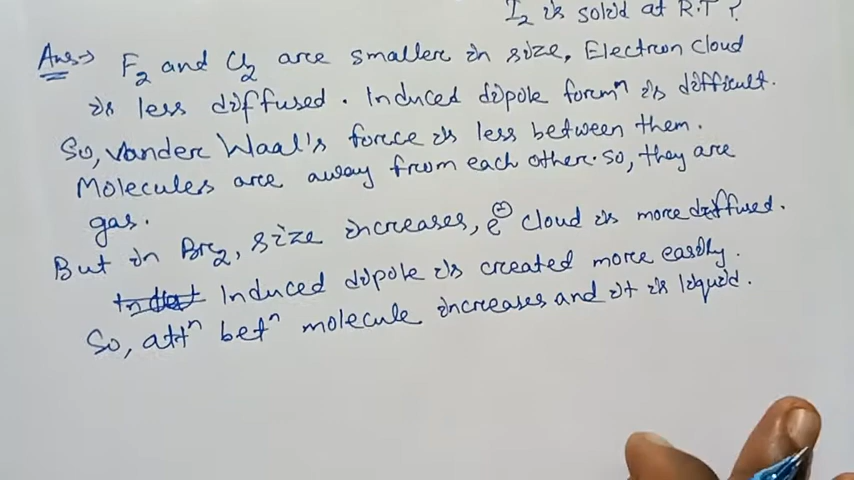 I2 is solid at R.T ?
Ans→ F2 and Cl2 are smaller in size, Electron cloud
is less diffused. Induced dipole formⁿ is difficult.
So, Vander Waal's force is less between them.
Molecules are away from each other. so, they are
gas.
But in Br2, size increases, e⊖ cloud is more diffused.
Induced dipole is created more easily.
So, attⁿ betⁿ molecule increases and it is liquid.